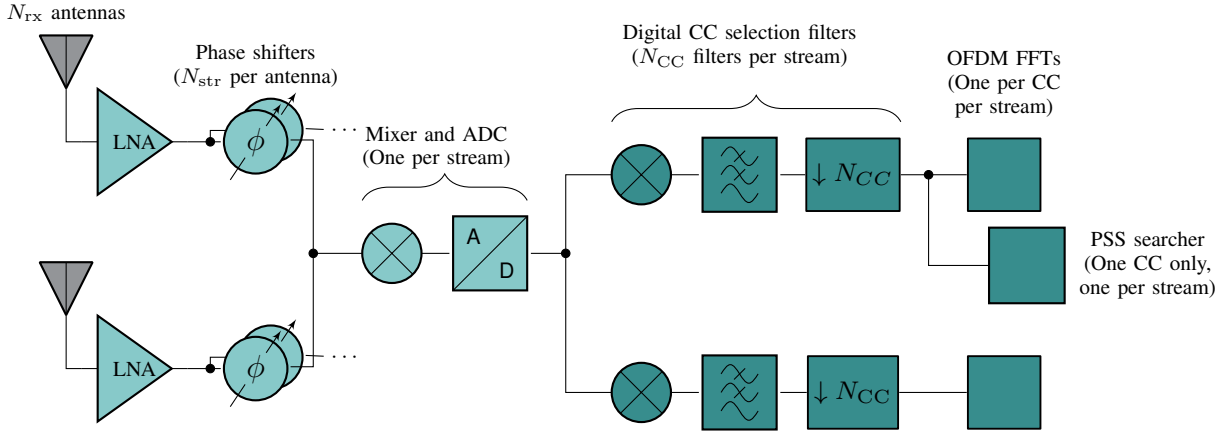 N_rx antennas
Phase shifters
(N_str per antenna)
LNA
ϕ
···
Mixer and ADC
(One per stream)
A
D
Digital CC selection filters
(N_CC filters per stream)
↓ N_CC
OFDM FFTs
(One per CC
per stream)
PSS searcher
(One CC only,
one per stream)
LNA
ϕ
···
↓ N_CC